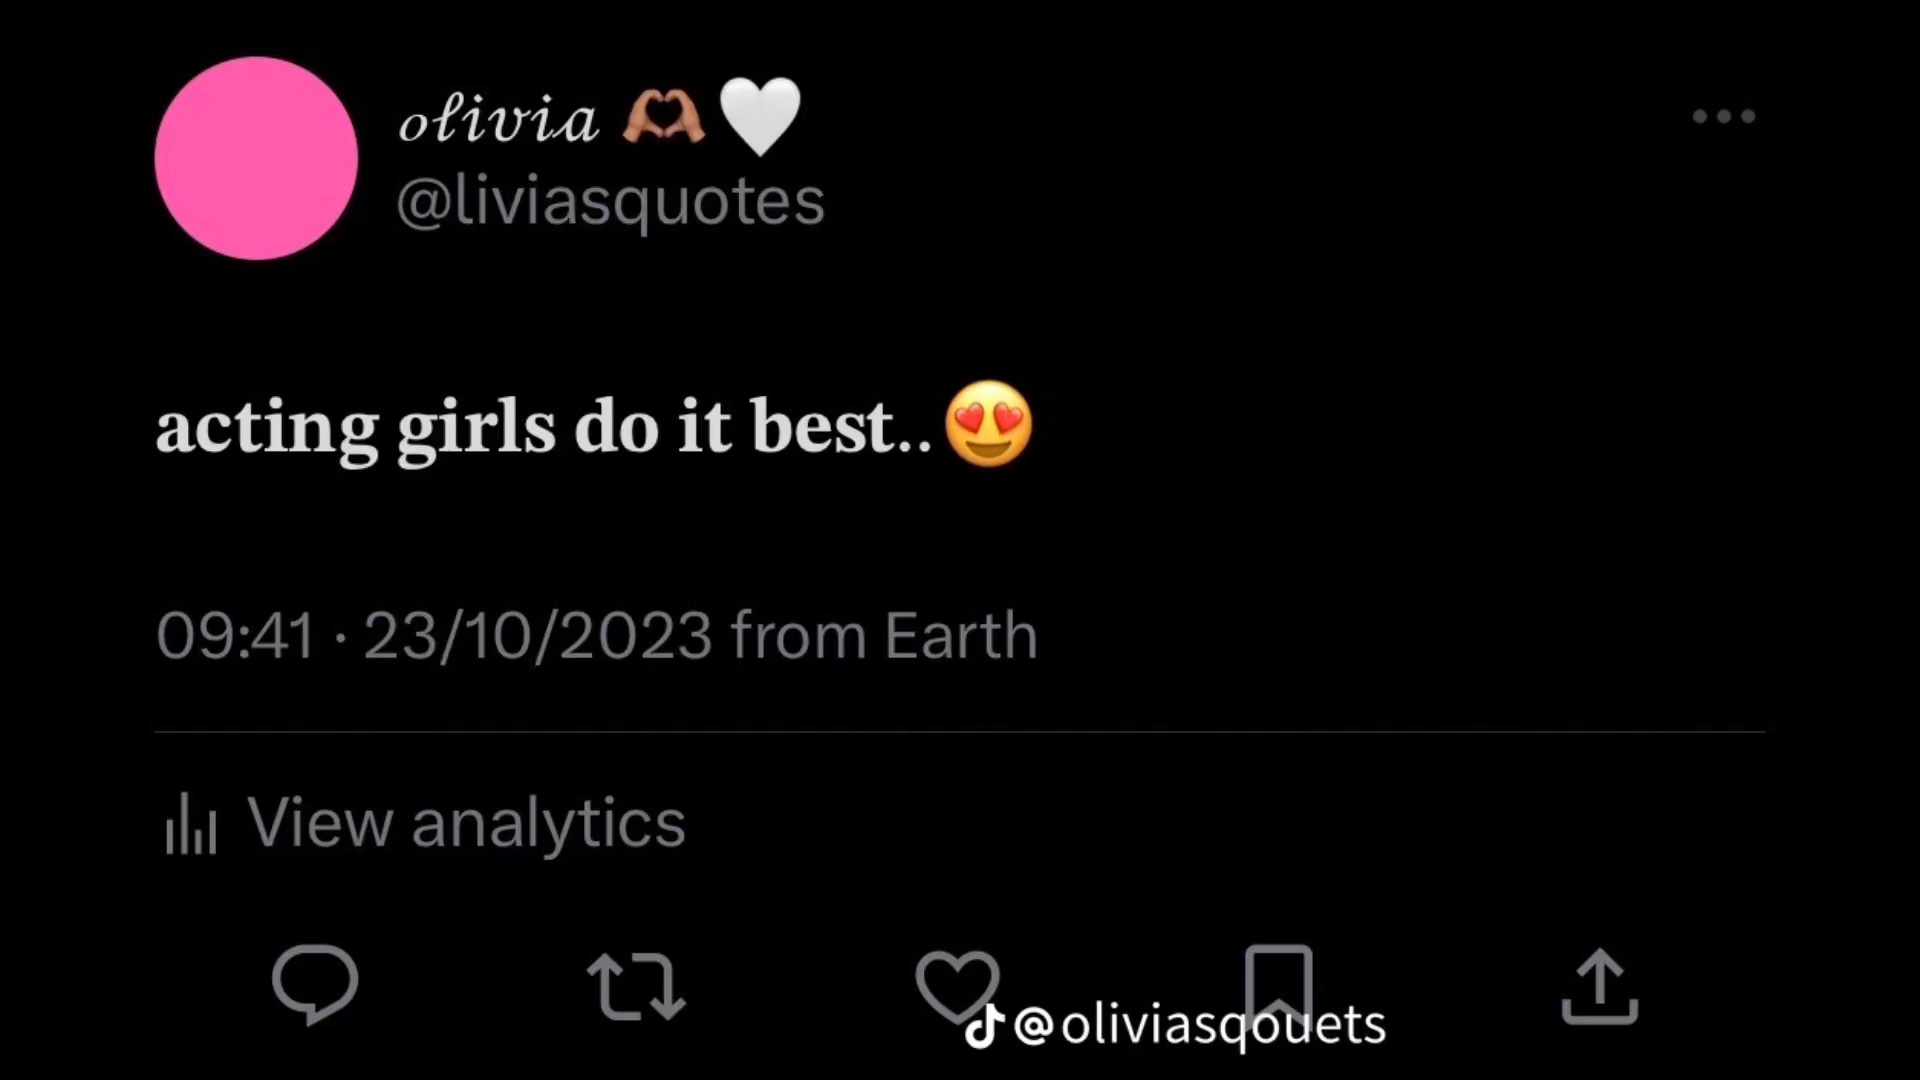 𝓸𝓵𝓲𝓿𝓲𝓪 🫶🏽🤍
@liviasquotes
acting girls do it best..😍
09:41 · 23/10/2023 from Earth
View analytics
@oliviasqouets